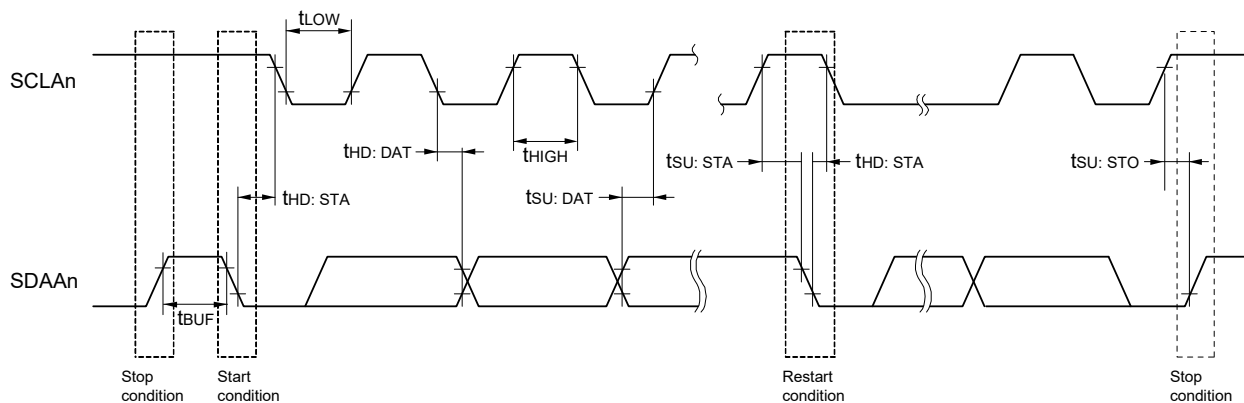 tLOW
SCLAn
tHD: DAT
tHIGH
tSU: STA
tHD: STA
tSU: STO
tHD: STA
tSU: DAT
SDAAn
tBUF
Stop
condition
Start
condition
Restart
condition
Stop
condition